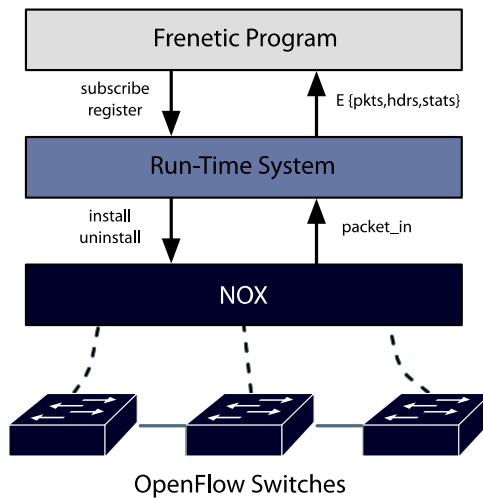 Frenetic Program
subscribe
register
E {pkts,hdrs,stats}
Run-Time System
install
uninstall
packet_in
NOX
OpenFlow Switches